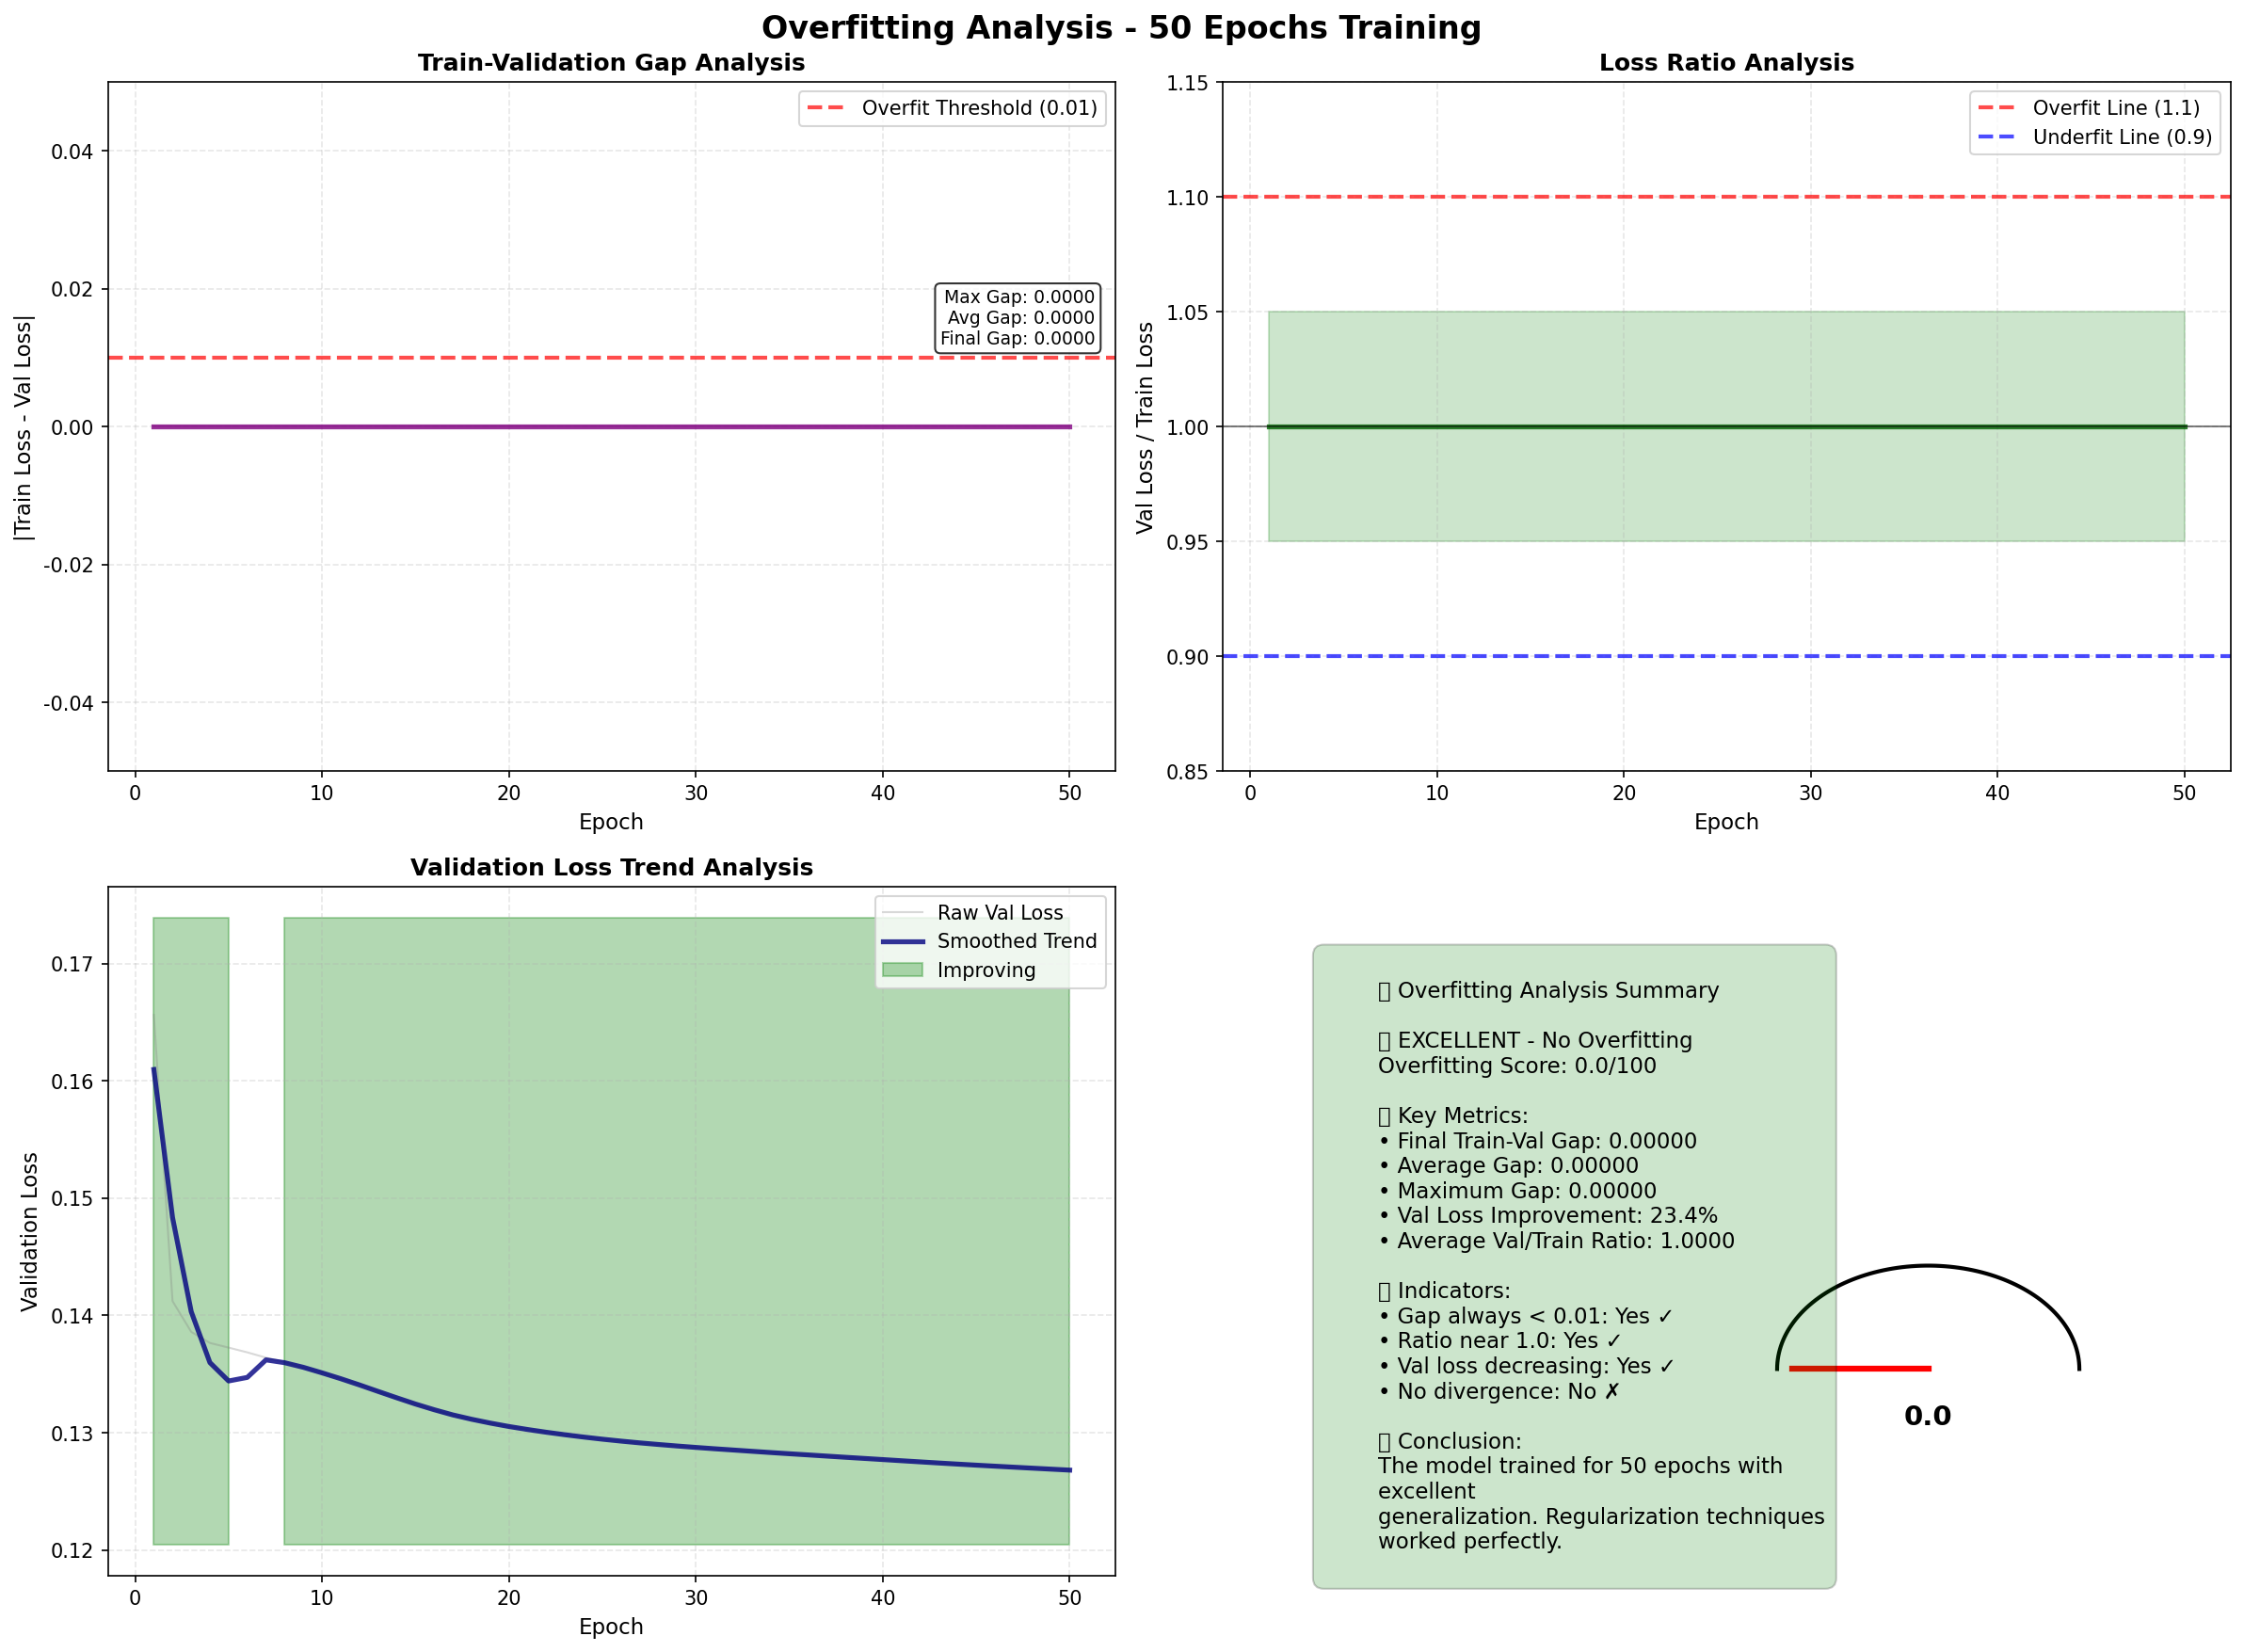 Overfitting Analysis - 50 Epochs Training
Train-Validation Gap Analysis
Overfit Threshold (0.01)
0.04
0.02
0.00
-0.02
-0.04
|Train Loss - Val Loss|
Max Gap: 0.0000
Avg Gap: 0.0000
Final Gap: 0.0000
0 10 20 30 40 50
Epoch
Loss Ratio Analysis
Overfit Line (1.1)
Underfit Line (0.9)
1.15
1.10
1.05
1.00
0.95
0.90
0.85
Val Loss / Train Loss
0 10 20 30 40 50
Epoch
Validation Loss Trend Analysis
Raw Val Loss
Smoothed Trend
Improving
0.17
0.16
0.15
0.14
0.13
0.12
Validation Loss
0 10 20 30 40 50
Epoch
Overfitting Analysis Summary
EXCELLENT - No Overfitting
Overfitting Score: 0.0/100
Key Metrics:
• Final Train-Val Gap: 0.00000
• Average Gap: 0.00000
• Maximum Gap: 0.00000
• Val Loss Improvement: 23.4%
• Average Val/Train Ratio: 1.0000
Indicators:
• Gap always < 0.01: Yes ✓
• Ratio near 1.0: Yes ✓
• Val loss decreasing: Yes ✓
• No divergence: No ✗
Conclusion:
The model trained for 50 epochs with
excellent
generalization. Regularization techniques
worked perfectly.
0.0